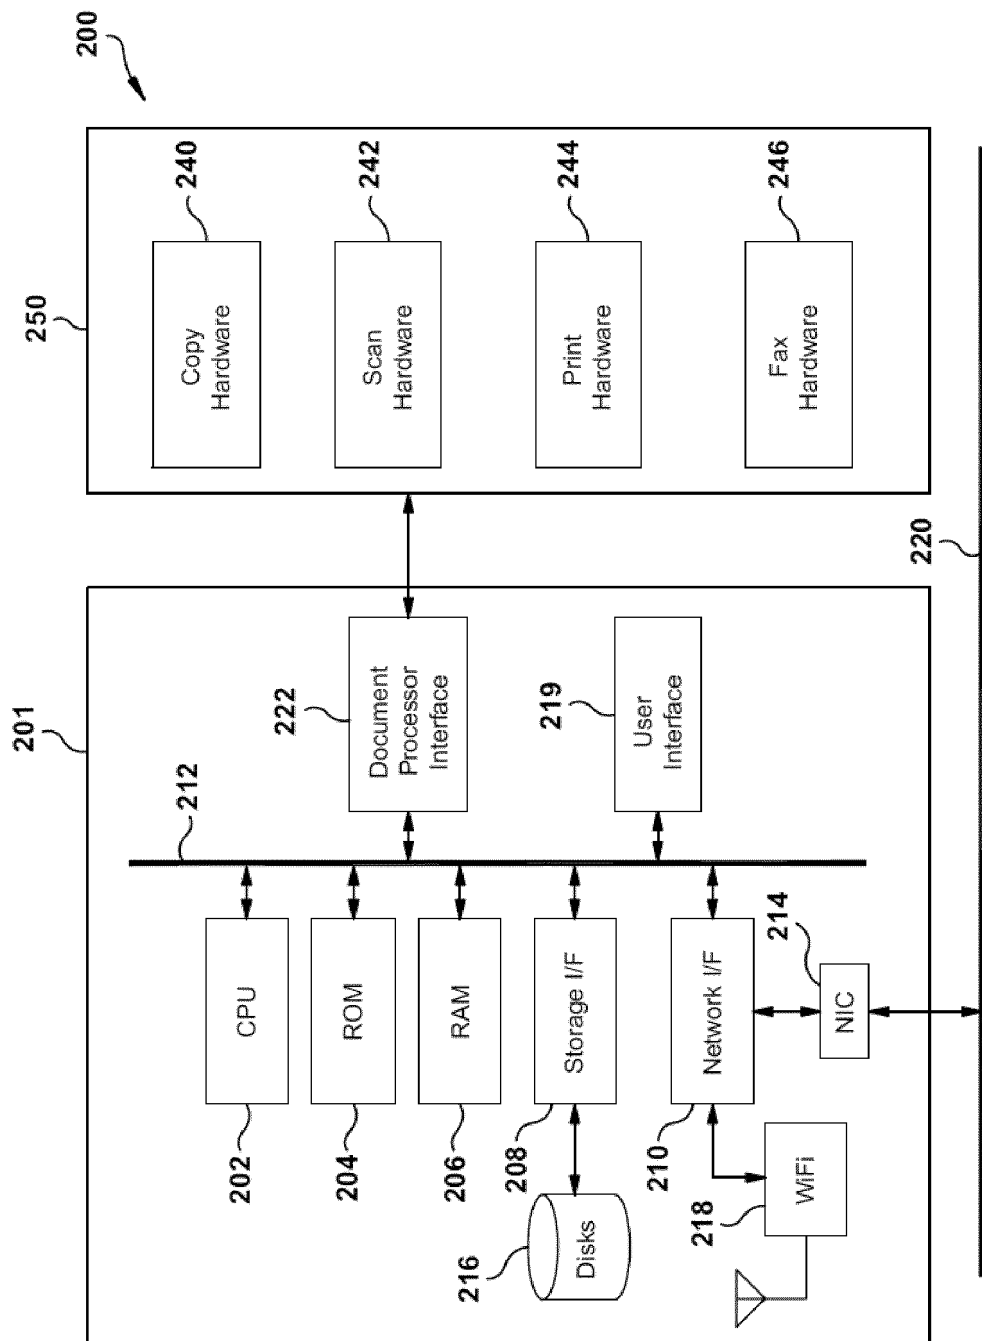 201
250
200
212
240
Copy
Hardware
202
CPU
222
242
204
ROM
Document
Processor
Interface
Scan
Hardware
206
RAM
216
208
219
244
Disks
Storage I/F
Print
Hardware
User
Interface
210
Network I/F
218
214
246
WiFi
NIC
Fax
Hardware
220